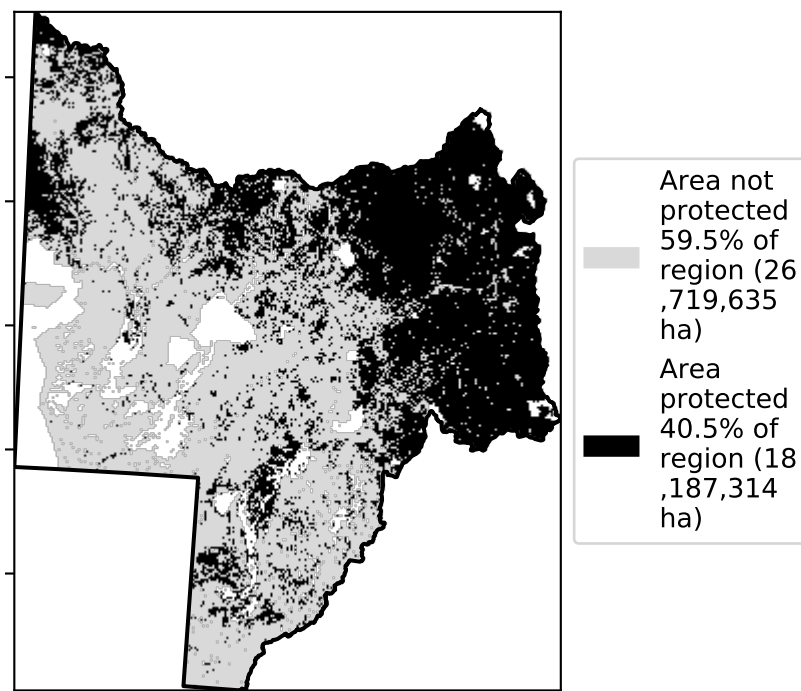 Area not
protected
59.5% of
region (26
,719,635
ha)
Area
protected
40.5% of
region (18
,187,314
ha)